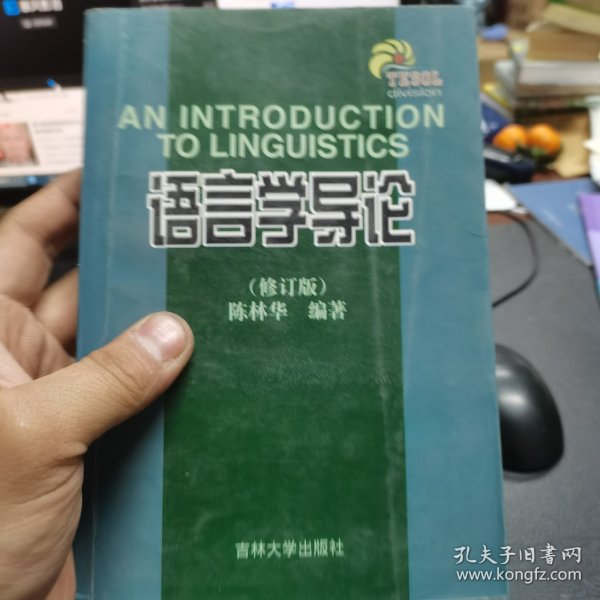 TESOL
division
AN INTRODUCTION
TO LINGUISTICS
语言学导论
（修订版）
陈林华 编著
吉林大学出版社
孔夫子旧书网
www.kongfz.com